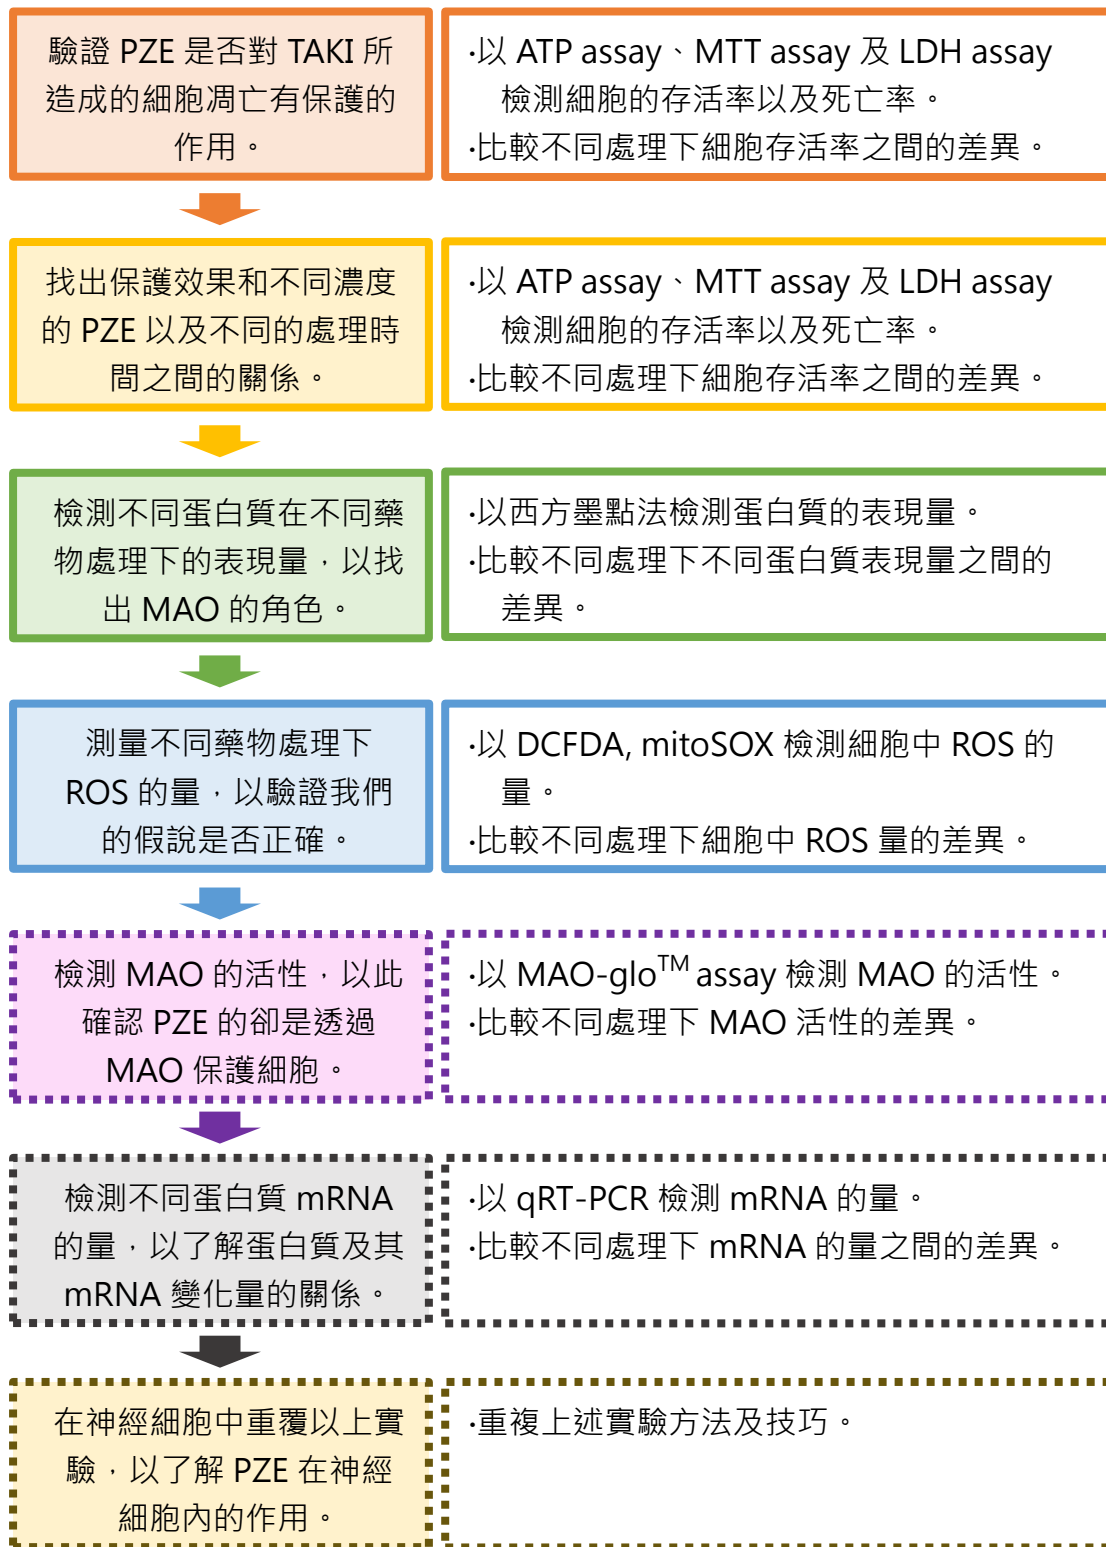 驗證 PZE 是否對 TAKI 所
造成的細胞凋亡有保護的
作用。
·以 ATP assay、MTT assay 及 LDH assay
檢測細胞的存活率以及死亡率。
·比較不同處理下細胞存活率之間的差異。
找出保護效果和不同濃度
的 PZE 以及不同的處理時
間之間的關係。
·以 ATP assay、MTT assay 及 LDH assay
檢測細胞的存活率以及死亡率。
·比較不同處理下細胞存活率之間的差異。
檢測不同蛋白質在不同藥
物處理下的表現量，以找
出 MAO 的角色。
·以西方墨點法檢測蛋白質的表現量。
·比較不同處理下不同蛋白質表現量之間的
差異。
測量不同藥物處理下
ROS 的量，以驗證我們
的假說是否正確。
·以 DCFDA, mitoSOX 檢測細胞中 ROS 的
量。
·比較不同處理下細胞中 ROS 量的差異。
檢測 MAO 的活性，以此
確認 PZE 的卻是透過
MAO 保護細胞。
·以 MAO-glo™ assay 檢測 MAO 的活性。
·比較不同處理下 MAO 活性的差異。
檢測不同蛋白質 mRNA
的量，以了解蛋白質及其
mRNA 變化量的關係。
·以 qRT-PCR 檢測 mRNA 的量。
·比較不同處理下 mRNA 的量之間的差異。
在神經細胞中重覆以上實
驗，以了解 PZE 在神經
細胞內的作用。
·重複上述實驗方法及技巧。